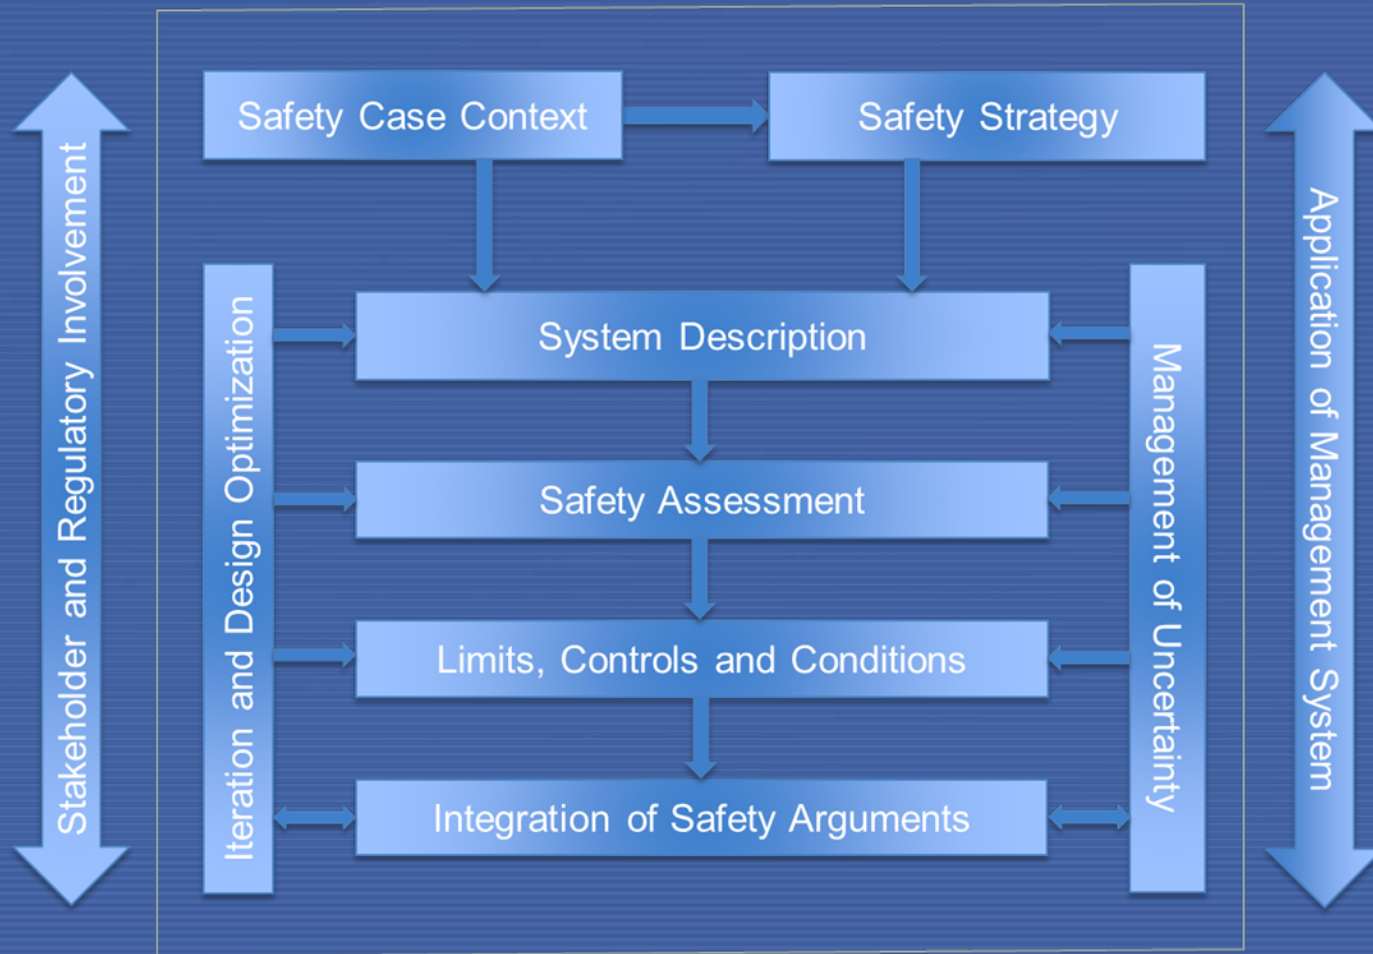 Safety Case Context
Safety Strategy
Stakeholder and Regulatory Involvement
Iteration and Design Optimization
System Description
Safety Assessment
Limits, Controls and Conditions
Integration of Safety Arguments
Management of Uncertainty
Application of Management System